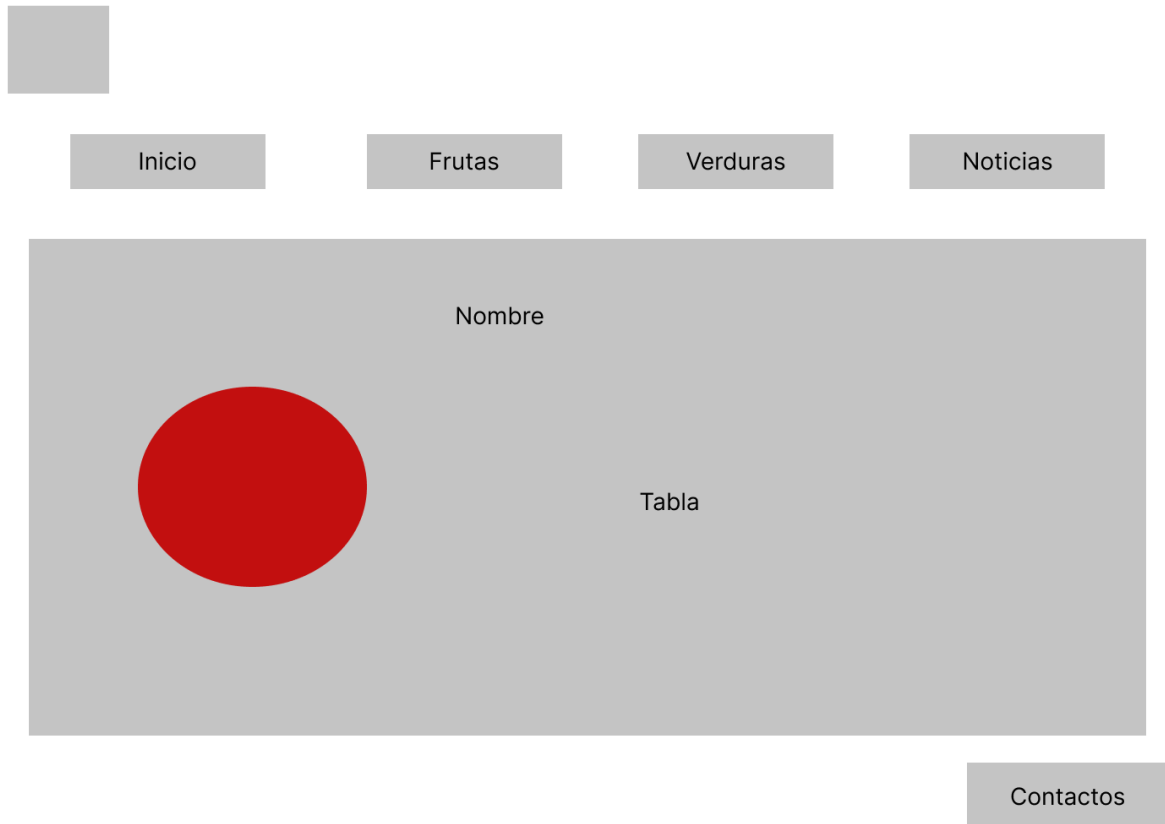 Inicio
Frutas
Verduras
Noticias
Nombre
Tabla
Contactos